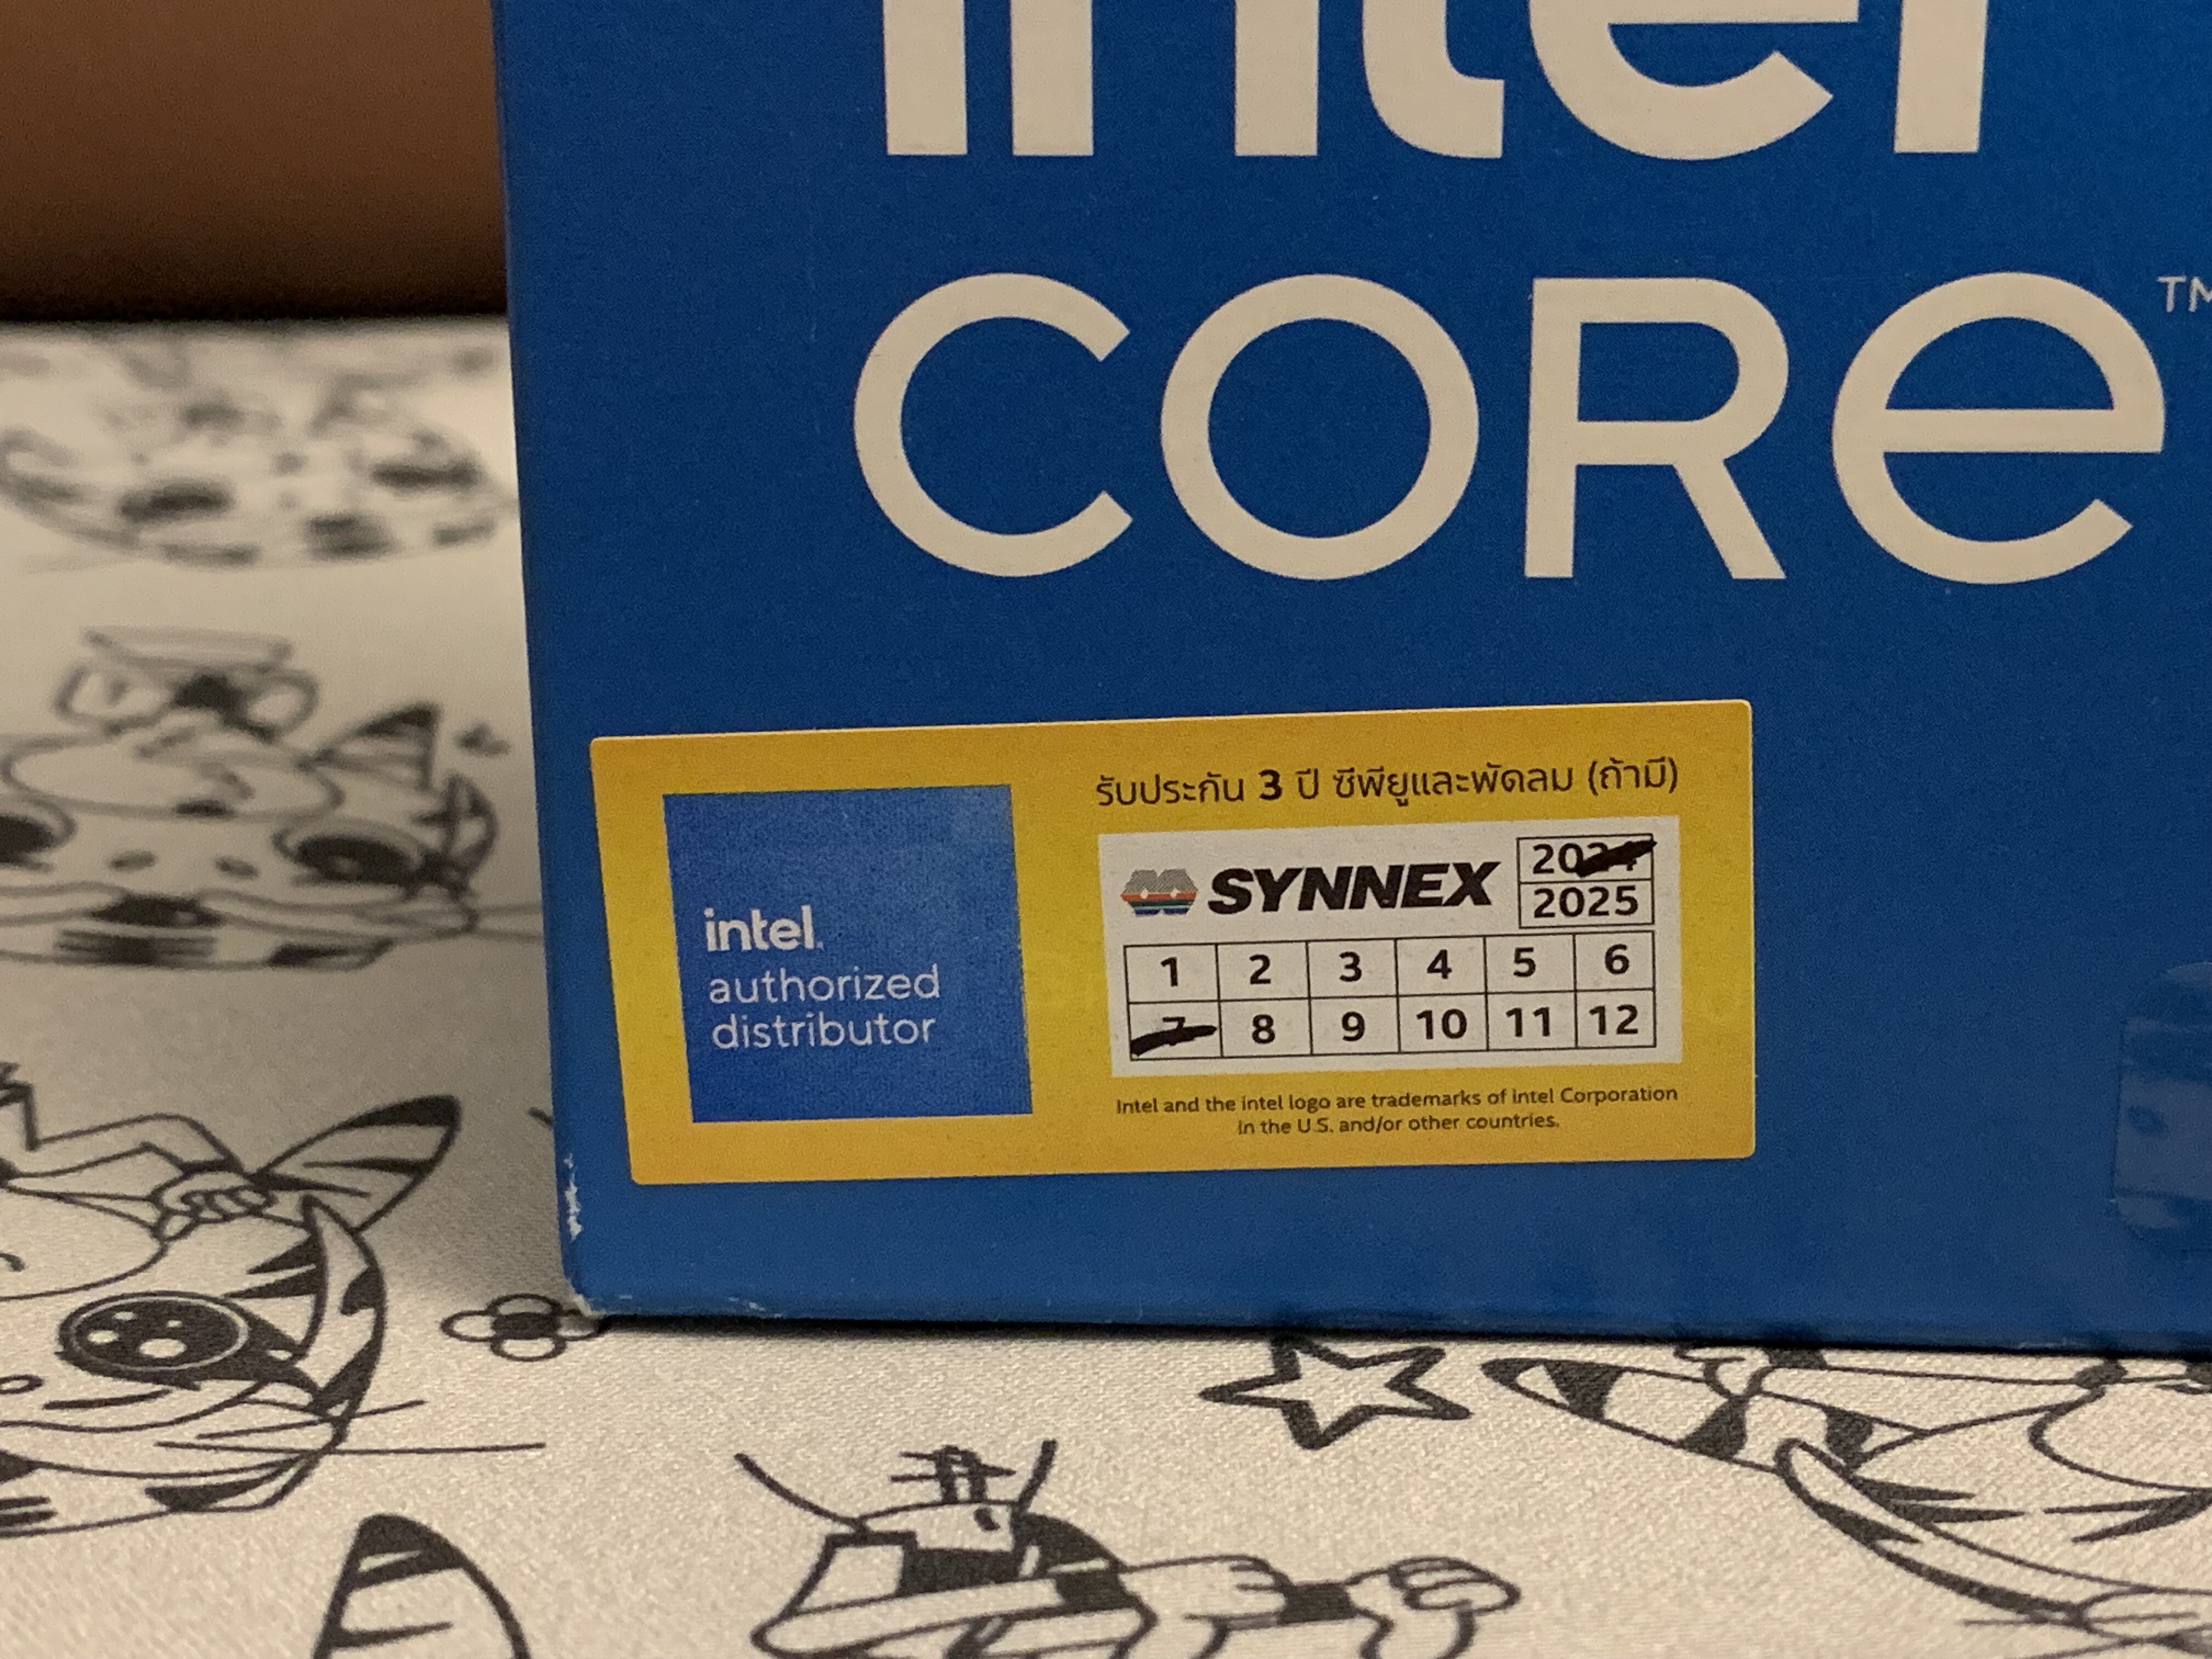 intel
CORe™
รับประกัน 3 ปี ซีพียูและพัดลม (ถ้ามี)
intel.
authorized
distributor
SYNNEX
2024
2025
1 2 3 4 5 6
7 8 9 10 11 12
Intel and the intel logo are trademarks of Intel Corporation
in the U.S. and/or other countries.